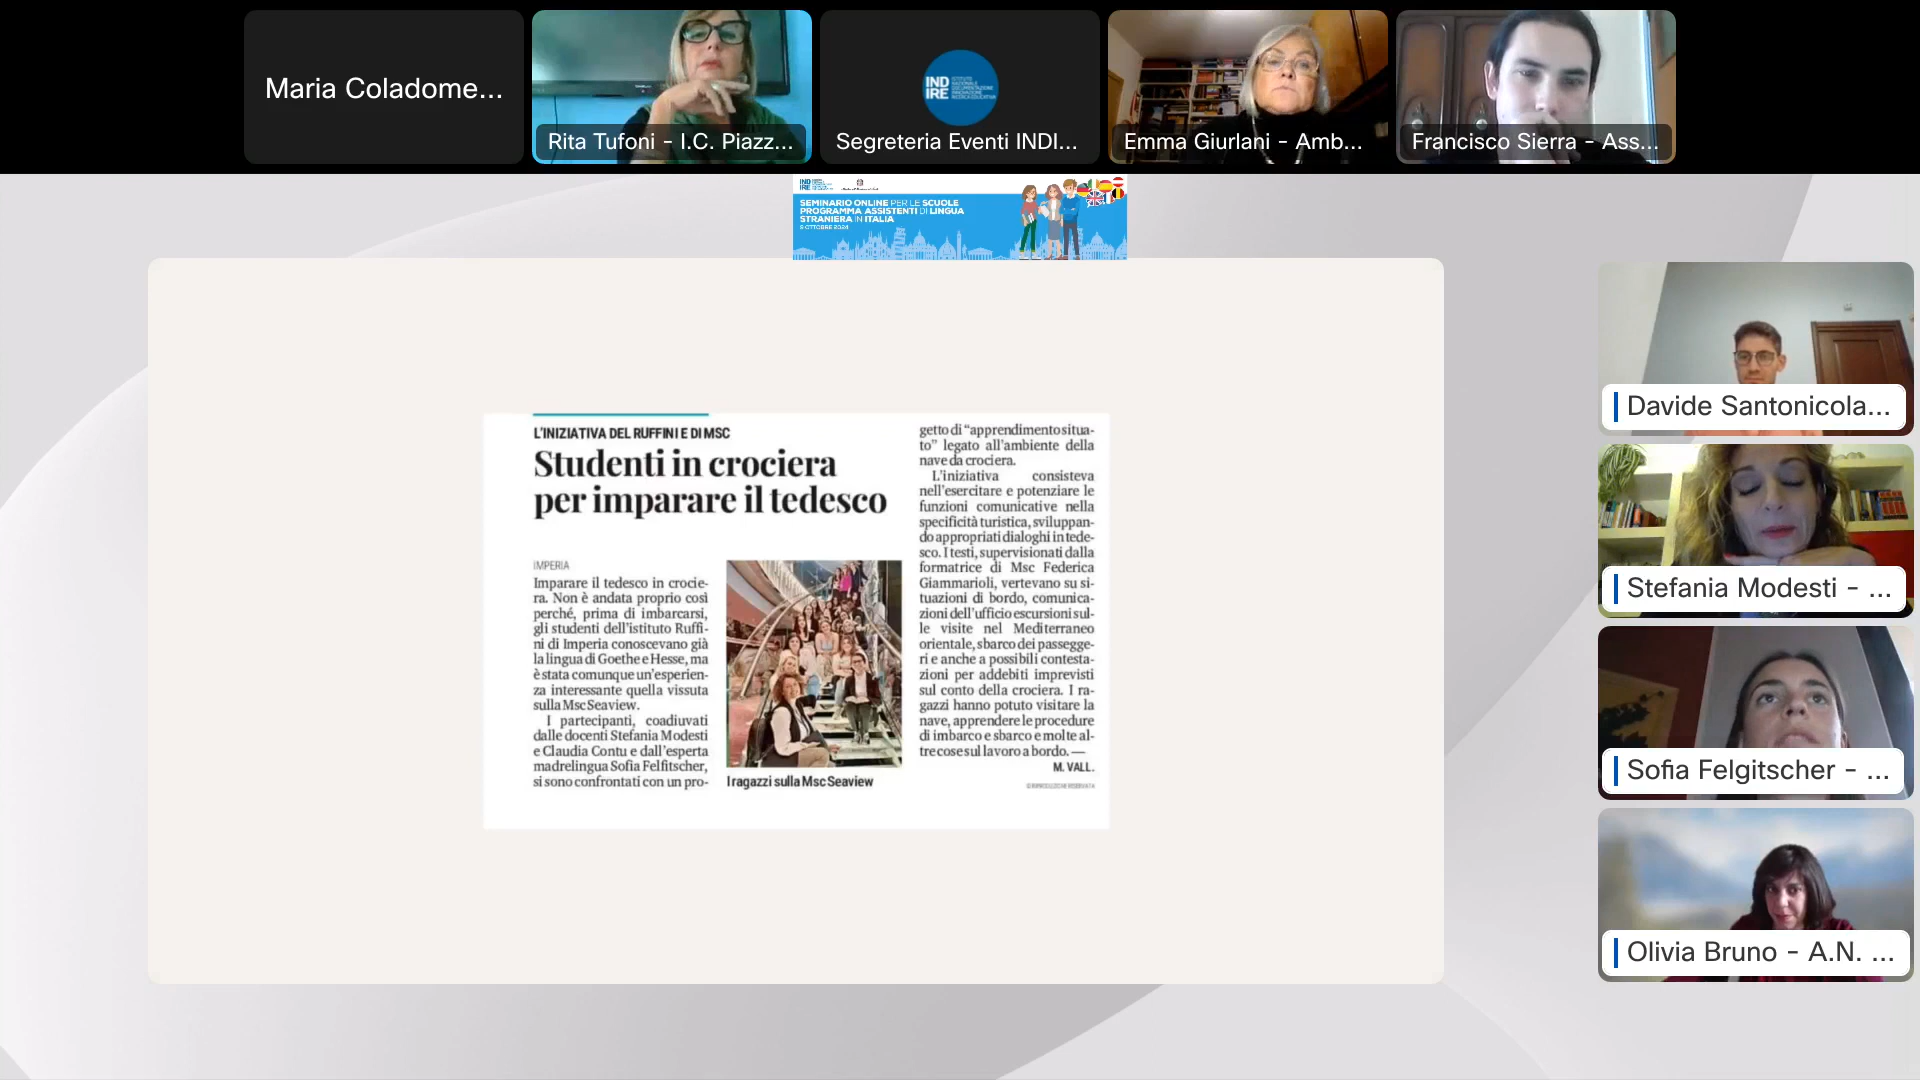 Maria Coladome...
Rita Tufoni - I.C. Piazz...
IND
IRE
Segreteria Eventi INDI...
Emma Giurlani - Amb...
Francisco Sierra - Ass...
IND
IRE
SEMINARIO ONLINE PER LE SCUOLE
PROGRAMMA ASSISTENTI DI LINGUA
STRANIERA IN ITALIA
L'INIZIATIVA DEL RUFFINI E DI MSC
Studenti in crociera
per imparare il tedesco
IMPERIA
Imparare il tedesco in crocie-
ra. Non è andata proprio così
perché, prima di imbarcarsi,
gli studenti dell'istituto Ruffi-
ni di Imperia conoscevano già
la lingua di Goethe e Hesse, ma
è stata comunque un'esperien-
za interessante quella vissuta
sulla Msc Seaview.
I partecipanti, coadiuvati
dalle docenti Stefania Modesti
e Claudia Contu e dall'esperta
madrelingua Sofia Felfitscher,
si sono confrontati con un pro-
I ragazzi sulla Msc Seaview
getto di "apprendimento situa-
to" legato all'ambiente della
nave da crociera.
L'iniziativa consisteva
nell'esercitare e potenziare le
funzioni comunicative nella
specificità turistica, sviluppan-
do appropriati dialoghi in tede-
sco. I testi, supervisionati dalla
formatrice di Msc Federica
Giammarioli, vertevano su si-
tuazioni di bordo, comunica-
zioni dell'ufficio escursioni sul-
le visite nel Mediterraneo
orientale, sbarco dei passegge-
ri e anche a possibili contesta-
zioni per addebiti imprevisti
sul conto della crociera. I ra-
gazzi hanno potuto visitare la
nave, apprendere le procedure
di imbarco e sbarco e molte al-
tre cose sul lavoro a bordo. —
M. VALL.
Davide Santonicola...
Stefania Modesti - ...
Sofia Felgitscher - ...
Olivia Bruno - A.N. ...